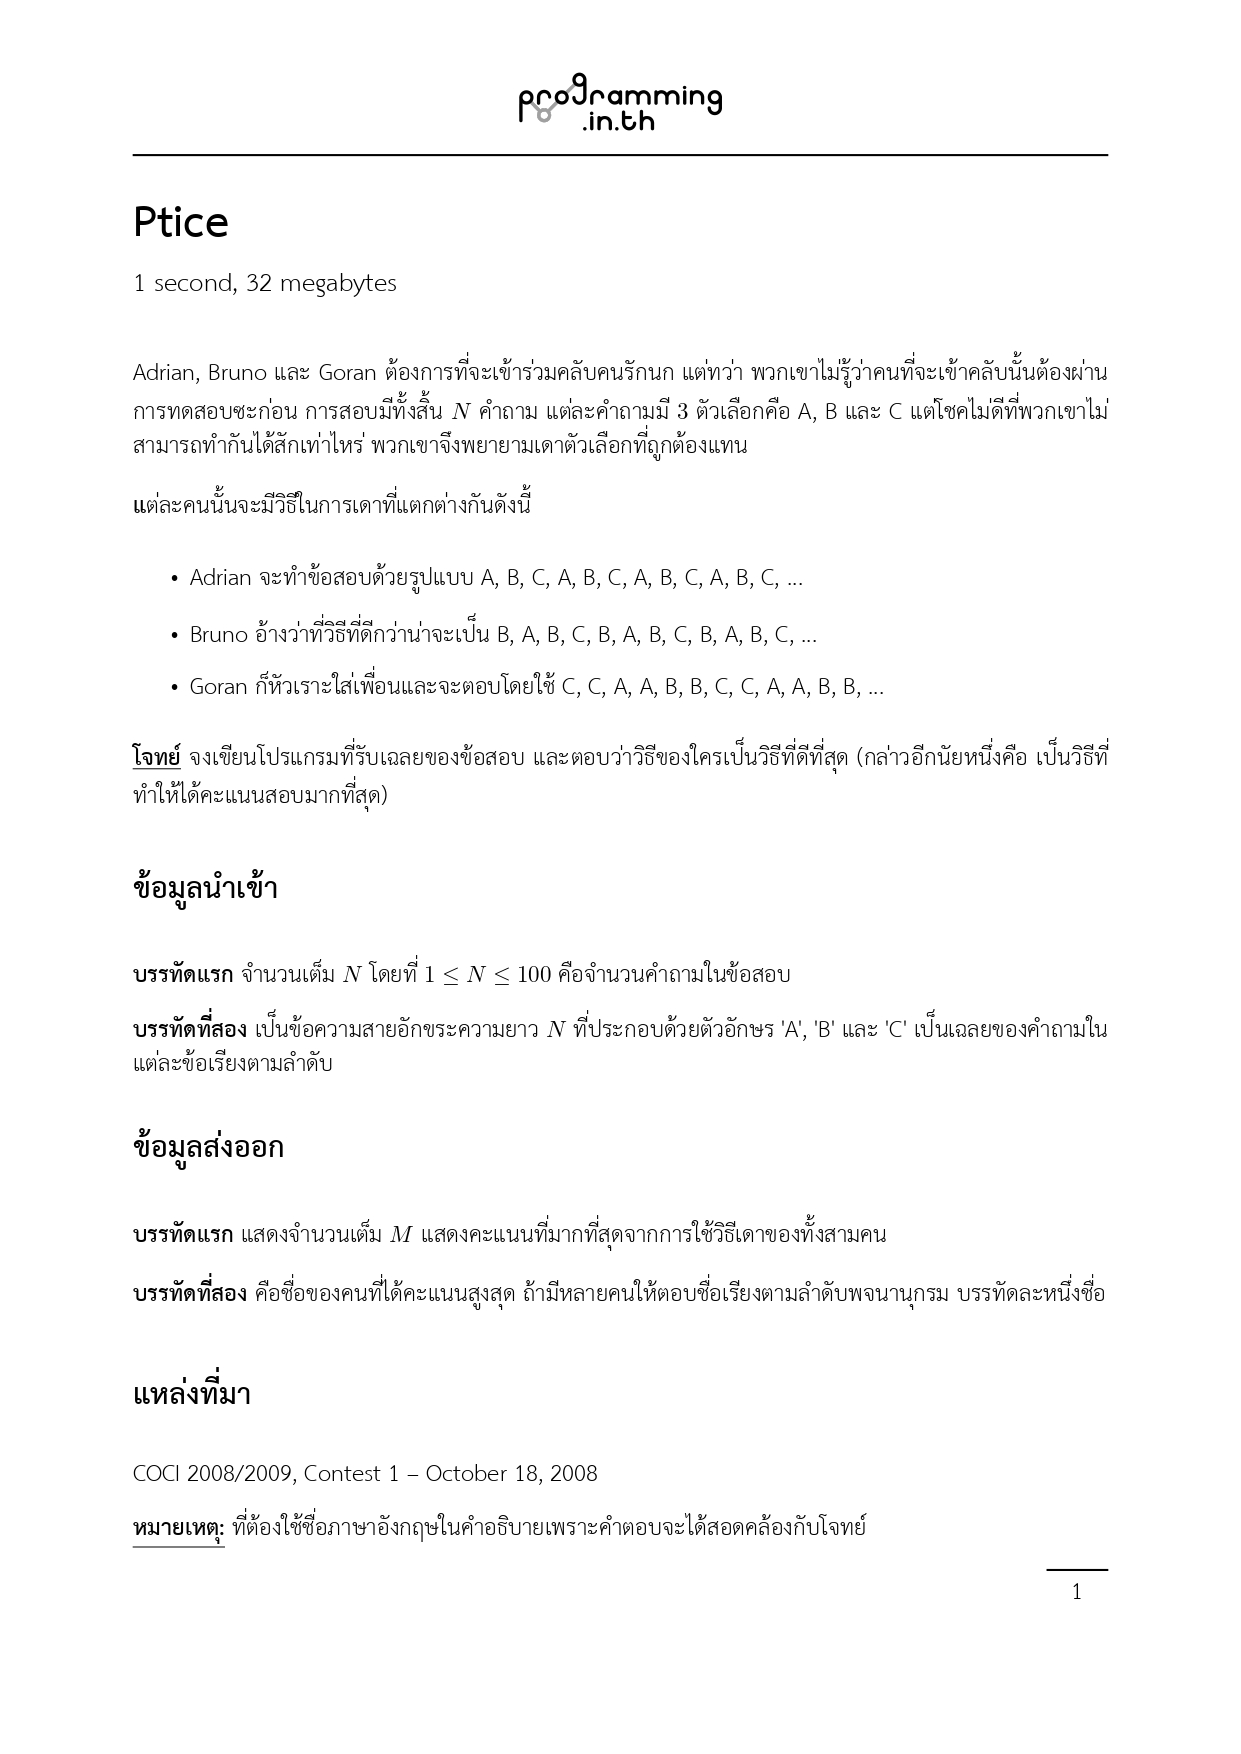 programming
.in.th
Ptice
1 second, 32 megabytes
Adrian, Bruno และ Goran ต้องการที่จะเข้าร่วมคลับคนรักนก แต่ทว่า พวกเขาไม่รู้ว่าคนที่จะเข้าคลับนั้นต้องผ่าน
การทดสอบซะก่อน การสอบมีทั้งสิ้น N คำถาม แต่ละคำถามมี 3 ตัวเลือกคือ A, B และ C แต่โชคไม่ดีที่พวกเขาไม่
สามารถทำกันได้สักเท่าไหร่ พวกเขาจึงพยายามเดาตัวเลือกที่ถูกต้องแทน
แต่ละคนนั้นจะมีวิธีในการเดาที่แตกต่างกันดังนี้
• Adrian จะทำข้อสอบด้วยรูปแบบ A, B, C, A, B, C, A, B, C, A, B, C, ...
• Bruno อ้างว่าที่วิธีที่ดีกว่าน่าจะเป็น B, A, B, C, B, A, B, C, B, A, B, C, ...
• Goran ก็หัวเราะใส่เพื่อนและจะตอบโดยใช้ C, C, A, A, B, B, C, C, A, A, B, B, ...
โจทย์ จงเขียนโปรแกรมที่รับเฉลยของข้อสอบ และตอบว่าวิธีของใครเป็นวิธีที่ดีที่สุด (กล่าวอีกนัยหนึ่งคือ เป็นวิธีที่
ทำให้ได้คะแนนสอบมากที่สุด)
ข้อมูลนำเข้า
บรรทัดแรก จำนวนเต็ม N โดยที่ 1 ≤ N ≤ 100 คือจำนวนคำถามในข้อสอบ
บรรทัดที่สอง เป็นข้อความสายอักขระความยาว N ที่ประกอบด้วยตัวอักษร 'A', 'B' และ 'C' เป็นเฉลยของคำถามใน
แต่ละข้อเรียงตามลำดับ
ข้อมูลส่งออก
บรรทัดแรก แสดงจำนวนเต็ม M แสดงคะแนนที่มากที่สุดจากการใช้วิธีเดาของทั้งสามคน
บรรทัดที่สอง คือชื่อของคนที่ได้คะแนนสูงสุด ถ้ามีหลายคนให้ตอบชื่อเรียงตามลำดับพจนานุกรม บรรทัดละหนึ่งชื่อ
แหล่งที่มา
COCI 2008/2009, Contest 1 – October 18, 2008
หมายเหตุ: ที่ต้องใช้ชื่อภาษาอังกฤษในคำอธิบายเพราะคำตอบจะได้สอดคล้องกับโจทย์
1